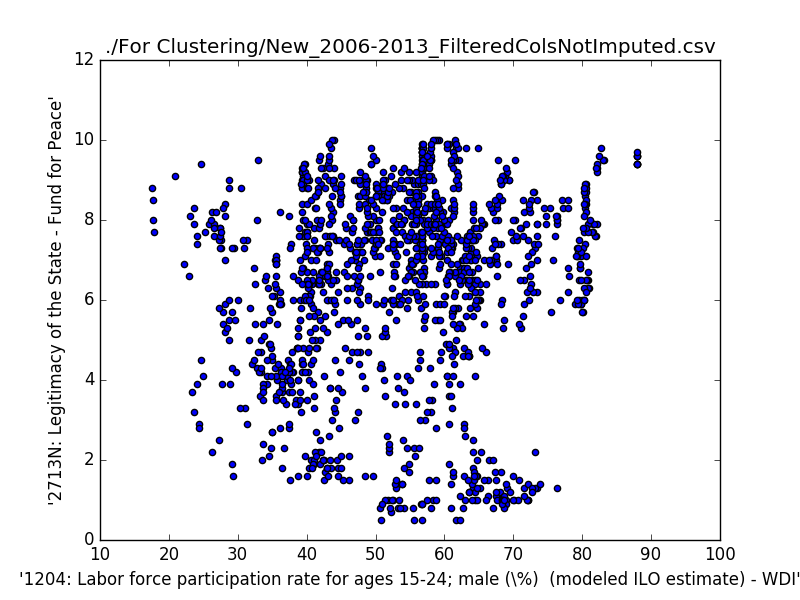 ./For Clustering/New_2006-2013_FilteredColsNotImputed.csv
'2713N: Legitimacy of the State - Fund for Peace'
12
10
8
6
4
2
0
10 20 30 40 50 60 70 80 90 100
'1204: Labor force participation rate for ages 15-24; male (\%)  (modeled ILO estimate) - WDI'